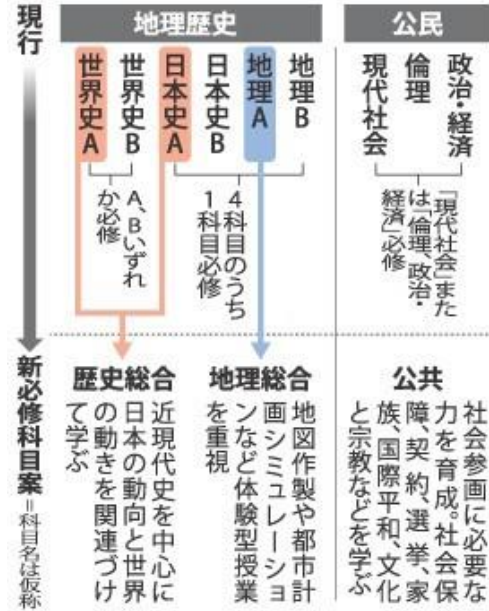 現行
地理歴史
世界史A
世界史B
日本史A
日本史B
地理A
地理B
A、Bいずれ
か必修
4科目のうち
1科目必修
公民
政治・経済
倫理
現代社会
「現代社会」また
は「倫理、政治・
経済」必修
新必修科目案=科目名は仮称
歴史総合
近現代史を中心に
日本の動向と世界
の動きを関連づけ
て学ぶ
地理総合
地図作製や都市計
画シミュレーショ
ンなど体験型授業
を重視
公共
社会参画に必要な
力を育成。社会保
障、契約、選挙、家
族、国際平和、文化
と宗教などを学ぶ